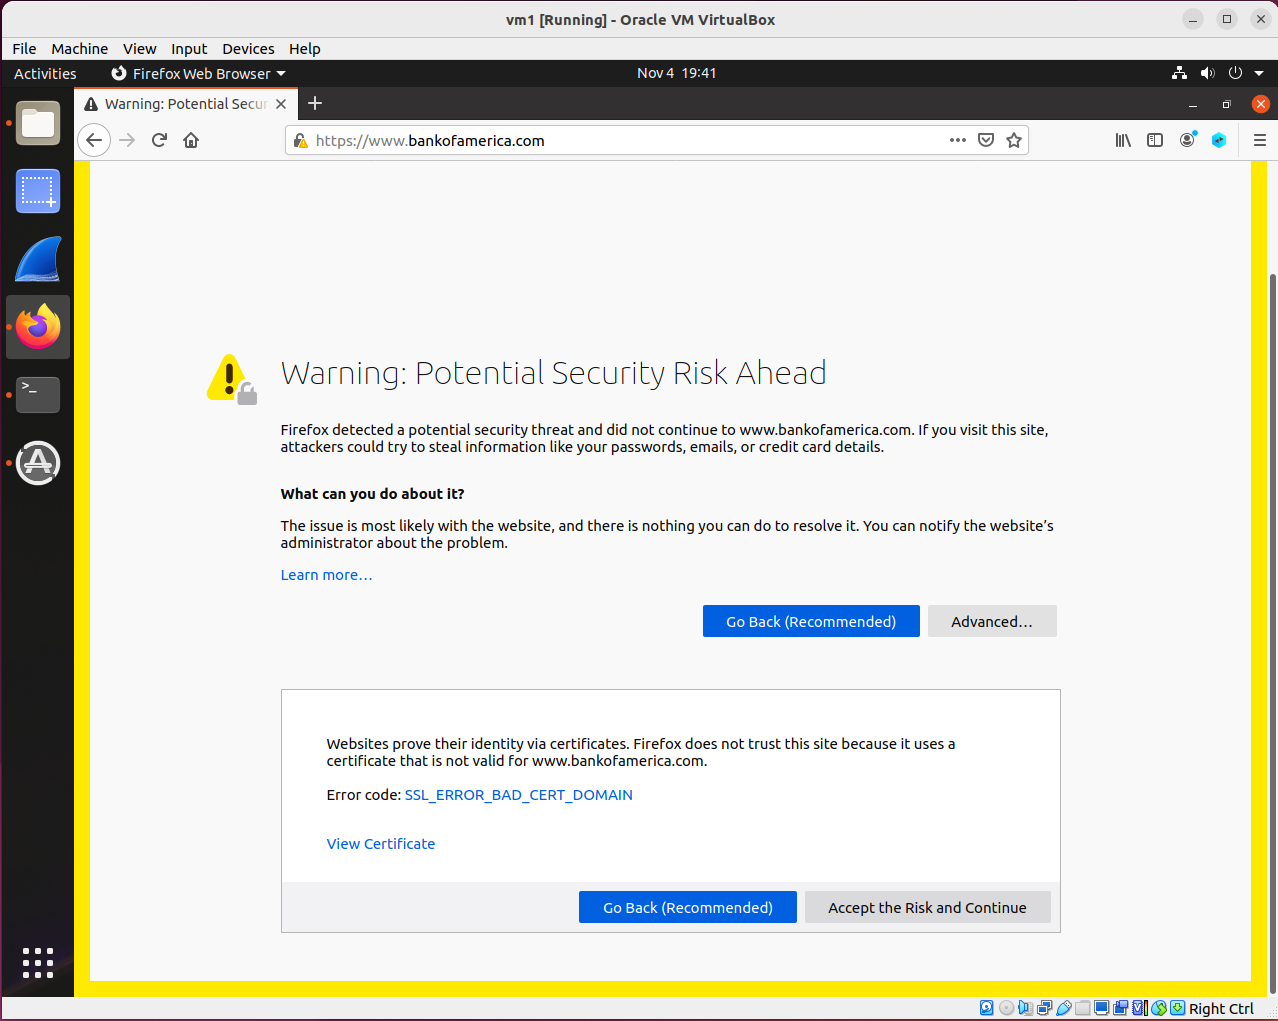 vm1 [Running] - Oracle VM VirtualBox
File Machine View Input Devices Help
Activities Firefox Web Browser Nov 4 19:41
Warning: Potential Secur
https://www.bankofamerica.com
Warning: Potential Security Risk Ahead
Firefox detected a potential security threat and did not continue to www.bankofamerica.com. If you visit this site,
attackers could try to steal information like your passwords, emails, or credit card details.
What can you do about it?
The issue is most likely with the website, and there is nothing you can do to resolve it. You can notify the website’s
administrator about the problem.
Learn more…
Go Back (Recommended) Advanced…
Websites prove their identity via certificates. Firefox does not trust this site because it uses a
certificate that is not valid for www.bankofamerica.com.
Error code: SSL_ERROR_BAD_CERT_DOMAIN
View Certificate
Go Back (Recommended) Accept the Risk and Continue
Right Ctrl